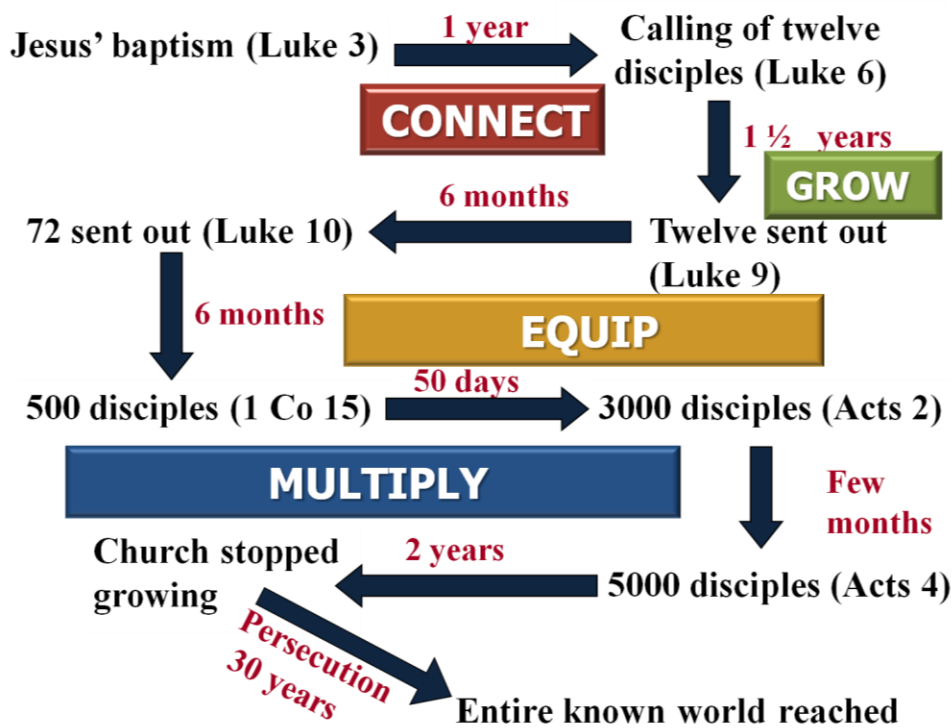 Jesus’ baptism (Luke 3)
1 year
Calling of twelve
disciples (Luke 6)
CONNECT
1 ½ years
GROW
6 months
72 sent out (Luke 10)
Twelve sent out
(Luke 9)
6 months
EQUIP
50 days
500 disciples (1 Co 15)
3000 disciples (Acts 2)
MULTIPLY
Few
months
Church stopped
growing
2 years
5000 disciples (Acts 4)
Persecution
30 years
Entire known world reached